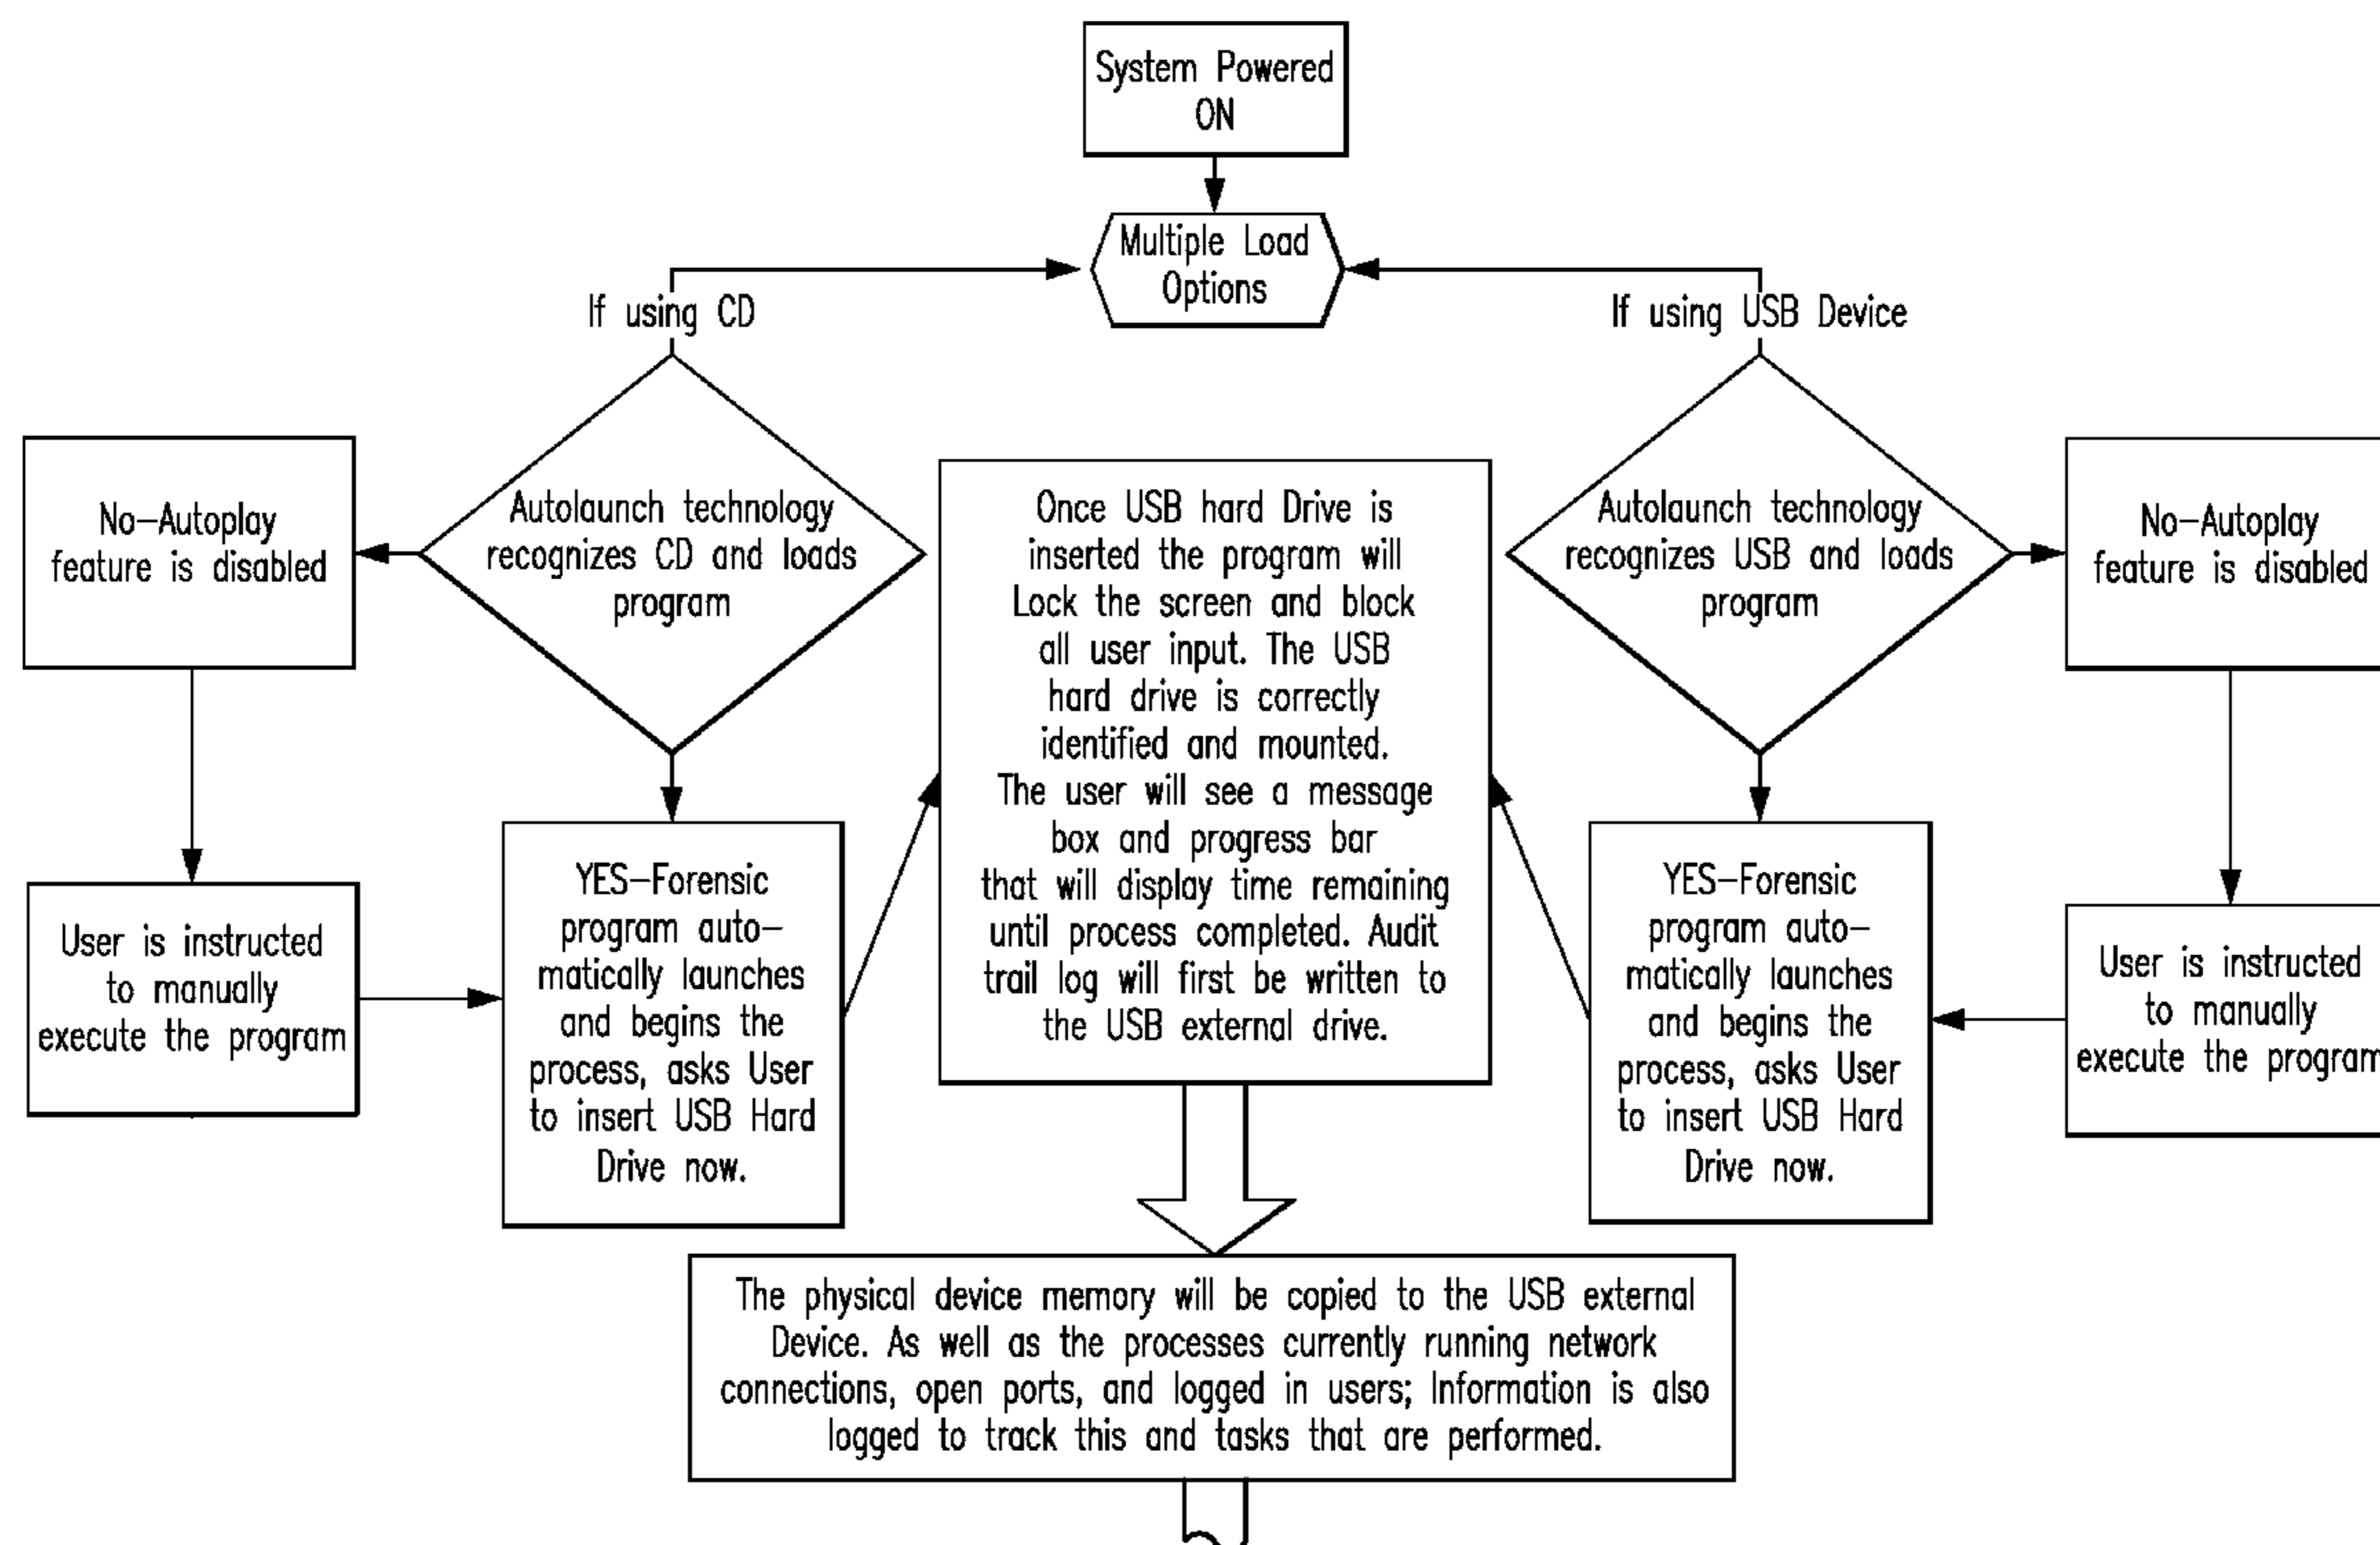 System Powered
ON
Multiple Load
Options
If using CD
If using USB Device
No-Autoplay
feature is disabled
Autolaunch technology
recognizes CD and loads
program
Once USB hard Drive is
inserted the program will
Lock the screen and block
all user input. The USB
hard drive is correctly
identified and mounted.
The user will see a message
box and progress bar
that will display time remaining
until process completed. Audit
trail log will first be written to
the USB external drive.
Autolaunch technology
recognizes USB and loads
program
No-Autoplay
feature is disabled
User is instructed
to manually
execute the program
YES-Forensic
program auto-
matically launches
and begins the
process, asks User
to insert USB Hard
Drive now.
YES-Forensic
program auto-
matically launches
and begins the
process, asks User
to insert USB Hard
Drive now.
User is instructed
to manually
execute the program
The physical device memory will be copied to the USB external
Device. As well as the processes currently running network
connections, open ports, and logged in users; Information is also
logged to track this and tasks that are performed.